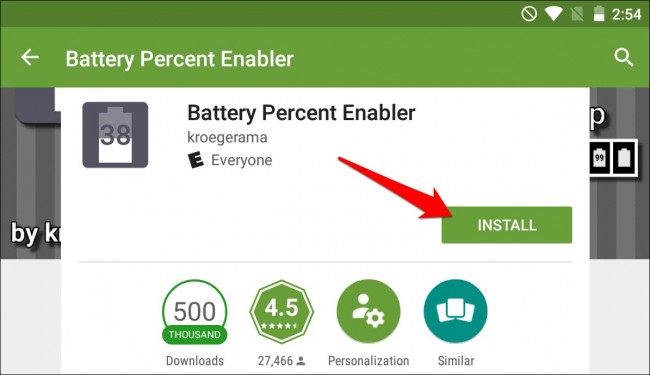 2:54
Battery Percent Enabler
38
Battery Percent Enabler
kroegerama
E Everyone
99
by k
INSTALL
500
THOUSAND
4.5
Downloads
27,466
Personalization
Similar